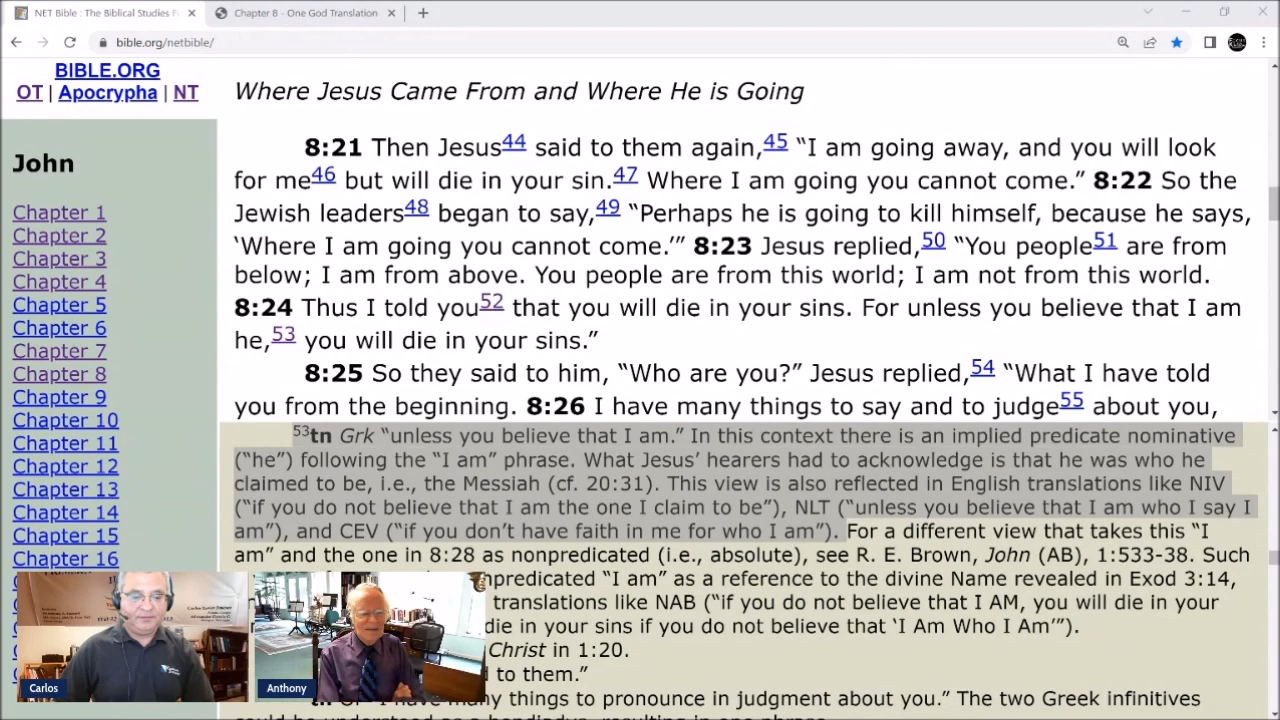 NET Bible : The Biblical Studies F
Chapter 8 - One God Translation
bible.org/netbible/
BIBLE.ORG
OT | Apocrypha | NT
John
Chapter 1
Chapter 2
Chapter 3
Chapter 4
Chapter 5
Chapter 6
Chapter 7
Chapter 8
Chapter 9
Chapter 10
Chapter 11
Chapter 12
Chapter 13
Chapter 14
Chapter 15
Chapter 16
Where Jesus Came From and Where He is Going
8:21 Then Jesus44 said to them again,45 “I am going away, and you will look
for me46 but will die in your sin.47 Where I am going you cannot come.” 8:22 So the
Jewish leaders48 began to say,49 “Perhaps he is going to kill himself, because he says,
‘Where I am going you cannot come.’” 8:23 Jesus replied,50 “You people51 are from
below; I am from above. You people are from this world; I am not from this world.
8:24 Thus I told you52 that you will die in your sins. For unless you believe that I am
he,53 you will die in your sins.”
8:25 So they said to him, “Who are you?” Jesus replied,54 “What I have told
you from the beginning. 8:26 I have many things to say and to judge55 about you,
53tn Grk “unless you believe that I am.” In this context there is an implied predicate nominative
(“he”) following the “I am” phrase. What Jesus’ hearers had to acknowledge is that he was who he
claimed to be, i.e., the Messiah (cf. 20:31). This view is also reflected in English translations like NIV
(“if you do not believe that I am the one I claim to be”), NLT (“unless you believe that I am who I say I
am”), and CEV (“if you don’t have faith in me for who I am”). For a different view that takes this “I
am” and the one in 8:28 as nonpredicated (i.e., absolute), see R. E. Brown, John (AB), 1:533-38. Such
npredicated “I am” as a reference to the divine Name revealed in Exod 3:14,
translations like NAB (“if you do not believe that I AM, you will die in your
die in your sins if you do not believe that ‘I Am Who I Am’”).
Christ in 1:20.
d to them.”
many things to pronounce in judgment about you.” The two Greek infinitives
could be understood as a hendiadys, resulting in one phrase.
Carlos
Anthony